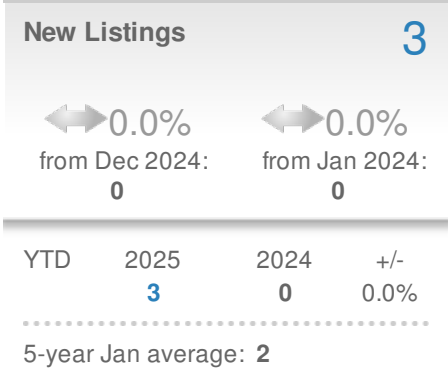 New Listings 3
0.0% 0.0%
from Dec 2024: from Jan 2024:
0 0
YTD 2025 2024 +/-
3 0 0.0%
5-year Jan average: 2